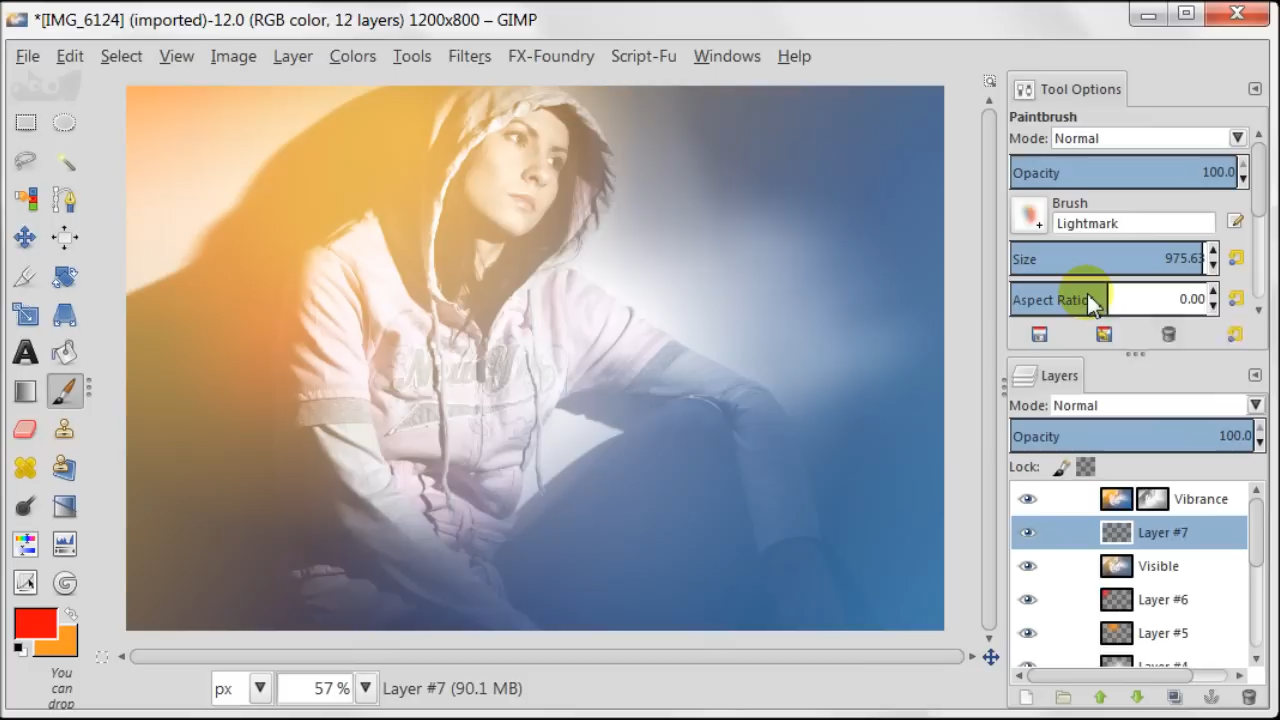 *[IMG_6124] (imported)-12.0 (RGB color, 12 layers) 1200x800 – GIMP
File Edit Select View Image Layer Colors Tools Filters FX-Foundry Script-Fu Windows Help
Tool Options
Paintbrush
Mode: Normal
Opacity 100.0
Brush
Lightmark
Size 975.63
Aspect Ratio 0.00
Layers
Mode: Normal
Opacity 100.0
Lock:
Vibrance
Layer #7
Visible
Layer #6
Layer #5
Layer #4
You
can
drop
px 57 % Layer #7 (90.1 MB)